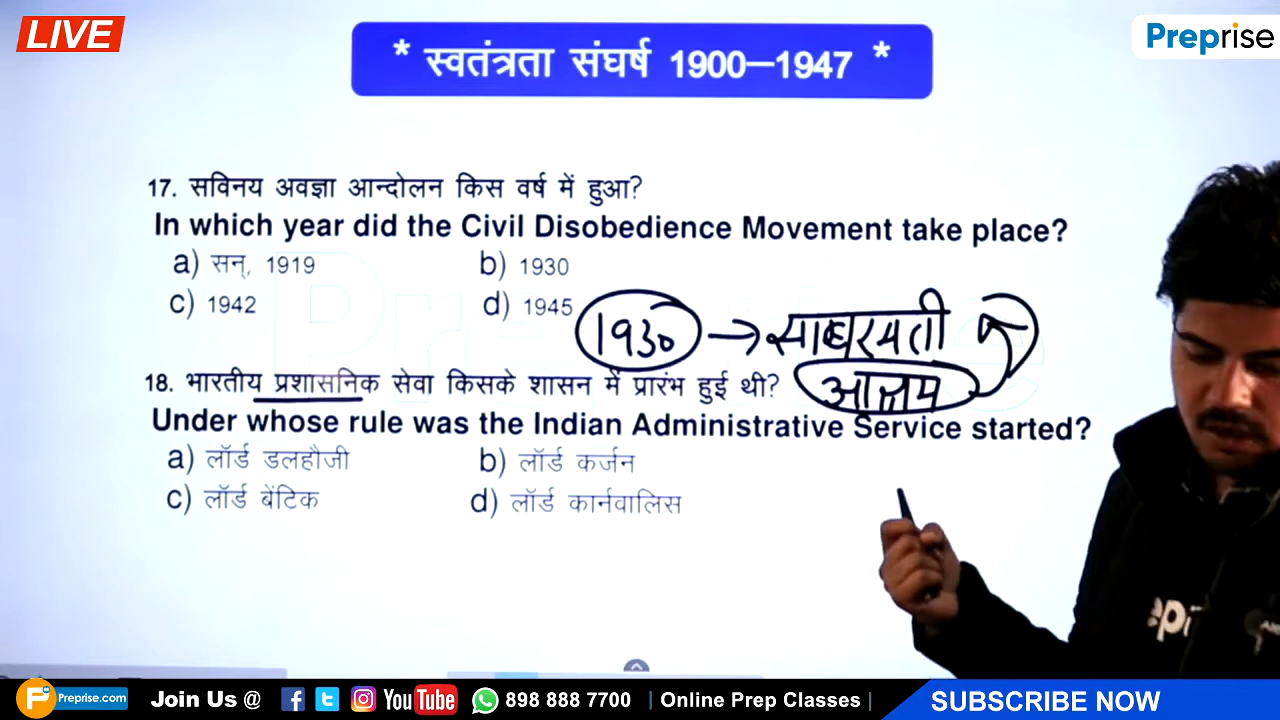 LIVE
Preprise
* स्वतंत्रता संघर्ष 1900–1947 *
17. सविनय अवज्ञा आन्दोलन किस वर्ष में हुआ?
In which year did the Civil Disobedience Movement take place?
a) सन्, 1919 b) 1930
c) 1942 d) 1945
1930 → साबरमती
18. भारतीय प्रशासनिक सेवा किसके शासन में प्रारंभ हुई थी?
Under whose rule was the Indian Administrative Service started?
a) लॉर्ड डलहौजी b) लॉर्ड कर्जन
c) लॉर्ड बेंटिक d) लॉर्ड कार्नवालिस
Preprise.com Join Us @ YouTube 898 888 7700 | Online Prep Classes | SUBSCRIBE NOW